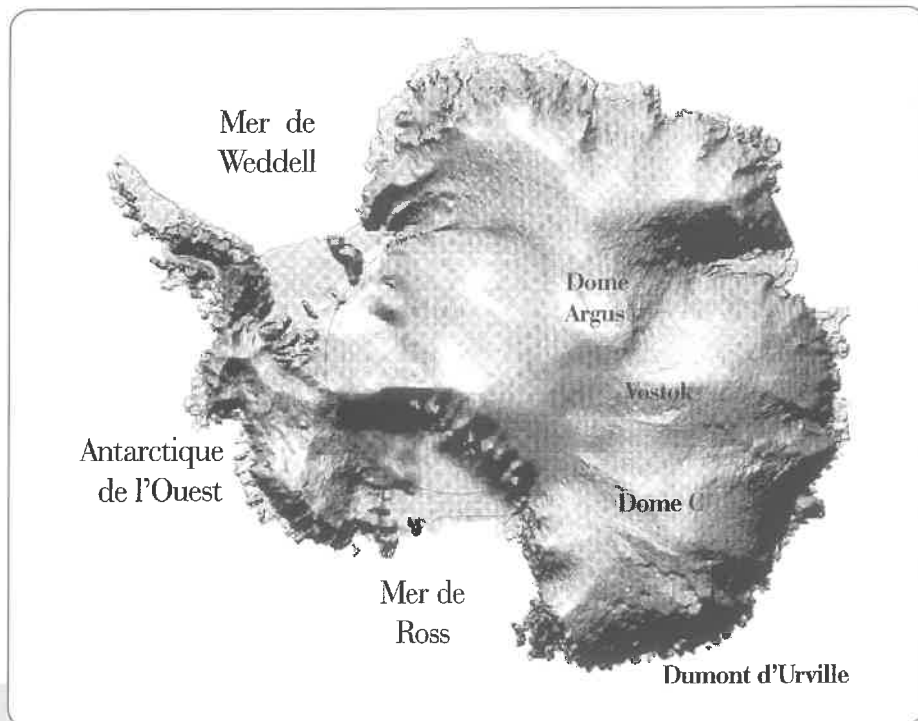 Mer de
Weddell
Dome
Argus
Vostok
Antarctique
de l'Ouest
Dome C
Mer de
Ross
Dumont d'Urville